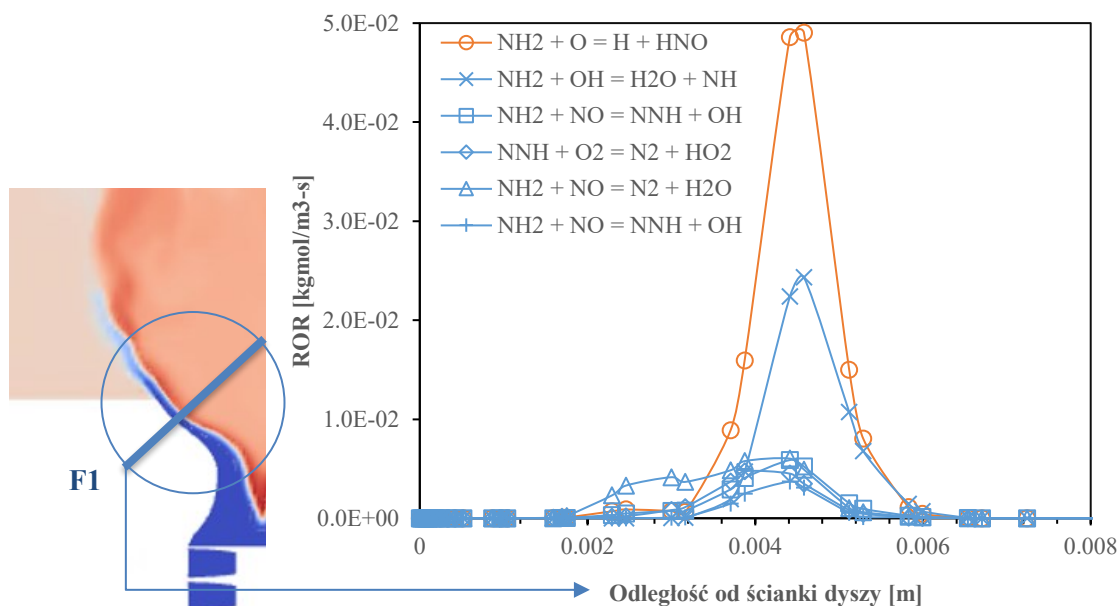 5.0E-02
4.0E-02
3.0E-02
2.0E-02
1.0E-02
0.0E+00
ROR [kgmol/m3-s]
NH2 + O = H + HNO
NH2 + OH = H2O + NH
NH2 + NO = NNH + OH
NNH + O2 = N2 + HO2
NH2 + NO = N2 + H2O
NH2 + NO = NNH + OH
F1
0 0.002 0.004 0.006 0.008
Odległość od ścianki dyszy [m]